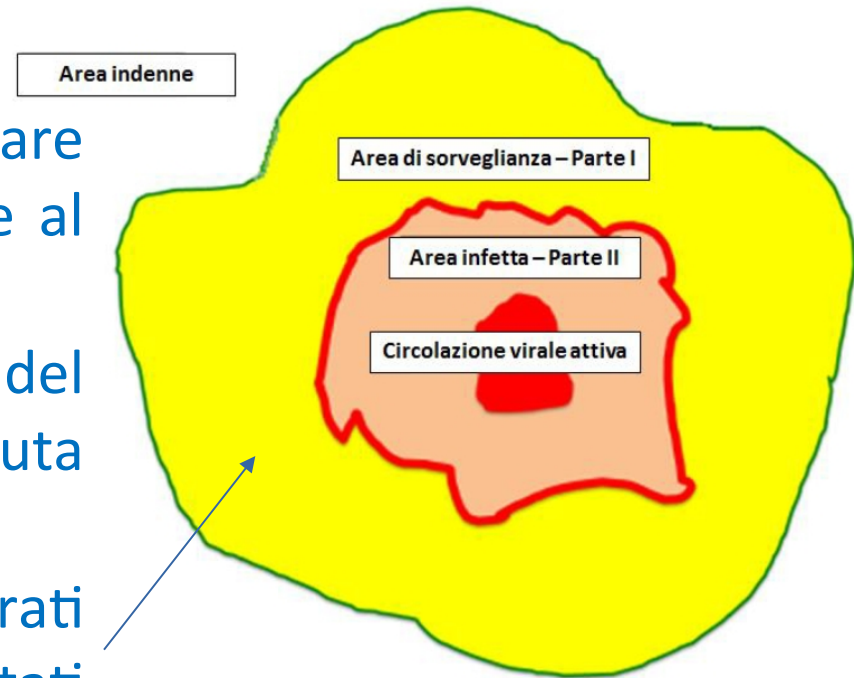 Area indenne
are
e al
Area di sorveglianza – Parte I
Area infetta – Parte II
Circolazione virale attiva
del
uta
rati